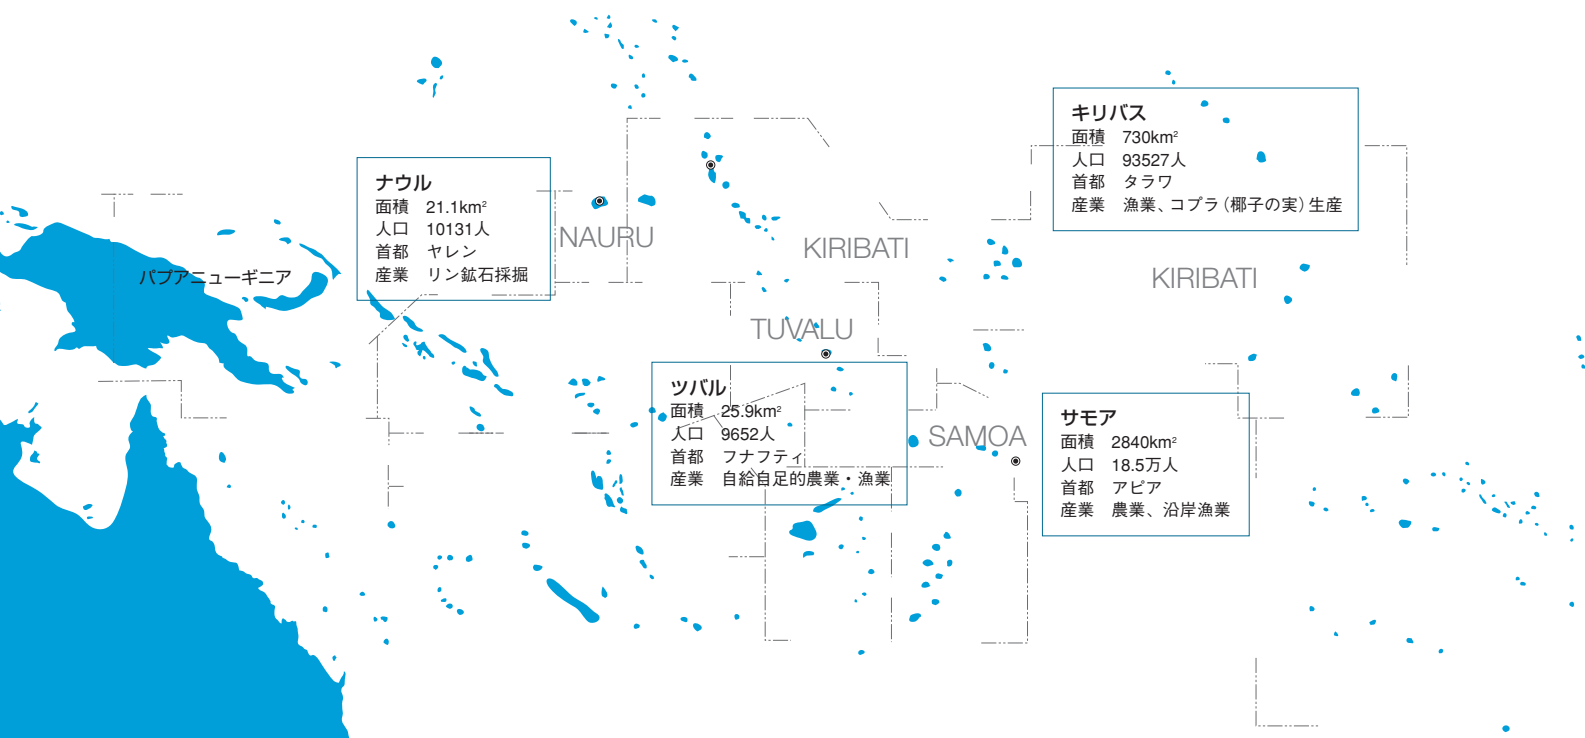 キリバス
面積 730km²
人口 93527人
首都 タラワ
産業 漁業、コプラ（椰子の実）生産
ナウル
面積 21.1km²
人口 10131人
首都 ヤレン
産業 リン鉱石採掘
NAURU
KIRIBATI
KIRIBATI
パプアニューギニア
TUVALU
ツバル
面積 25.9km²
人口 9652人
首都 フナフティ
産業 自給自足的農業・漁業
SAMOA
サモア
面積 2840km²
人口 18.5万人
首都 アピア
産業 農業、沿岸漁業